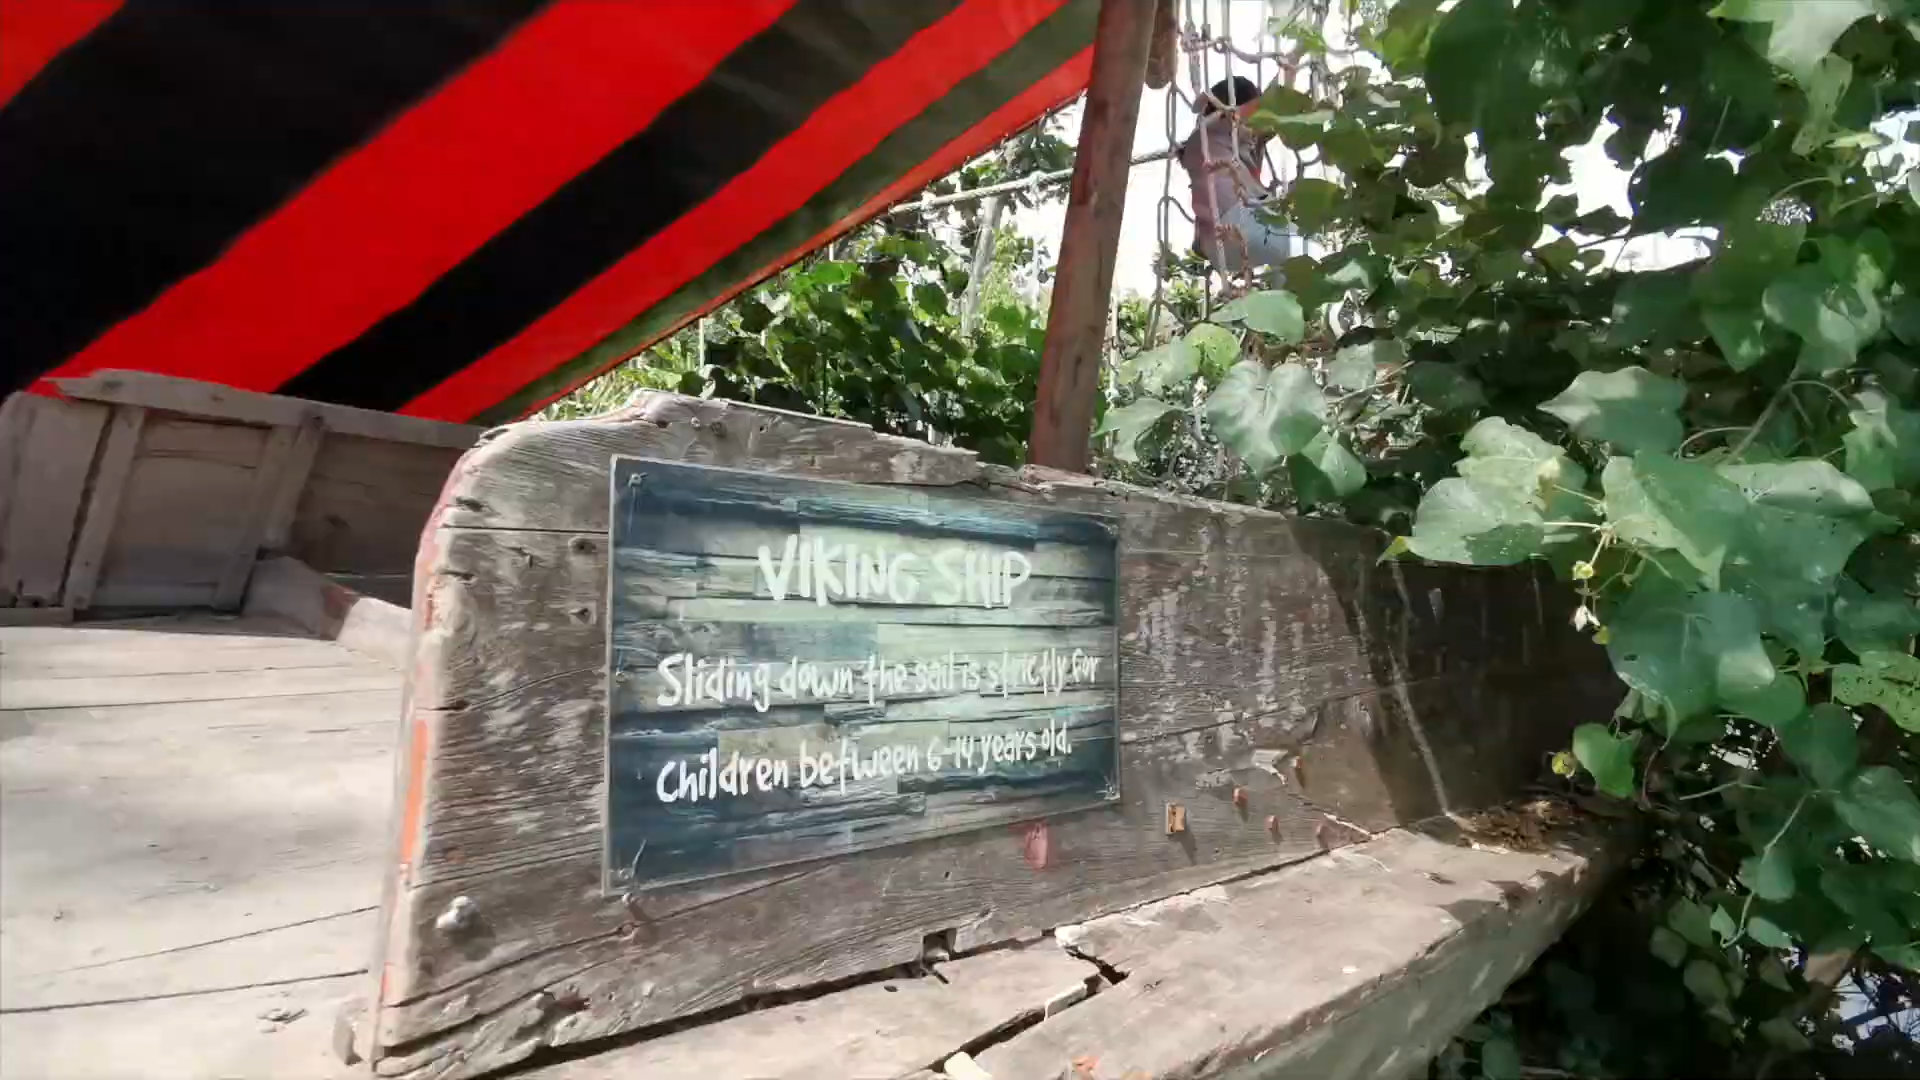 VIKING SHIP
Sliding down the sail is strictly for
Children between 6-14 years old.